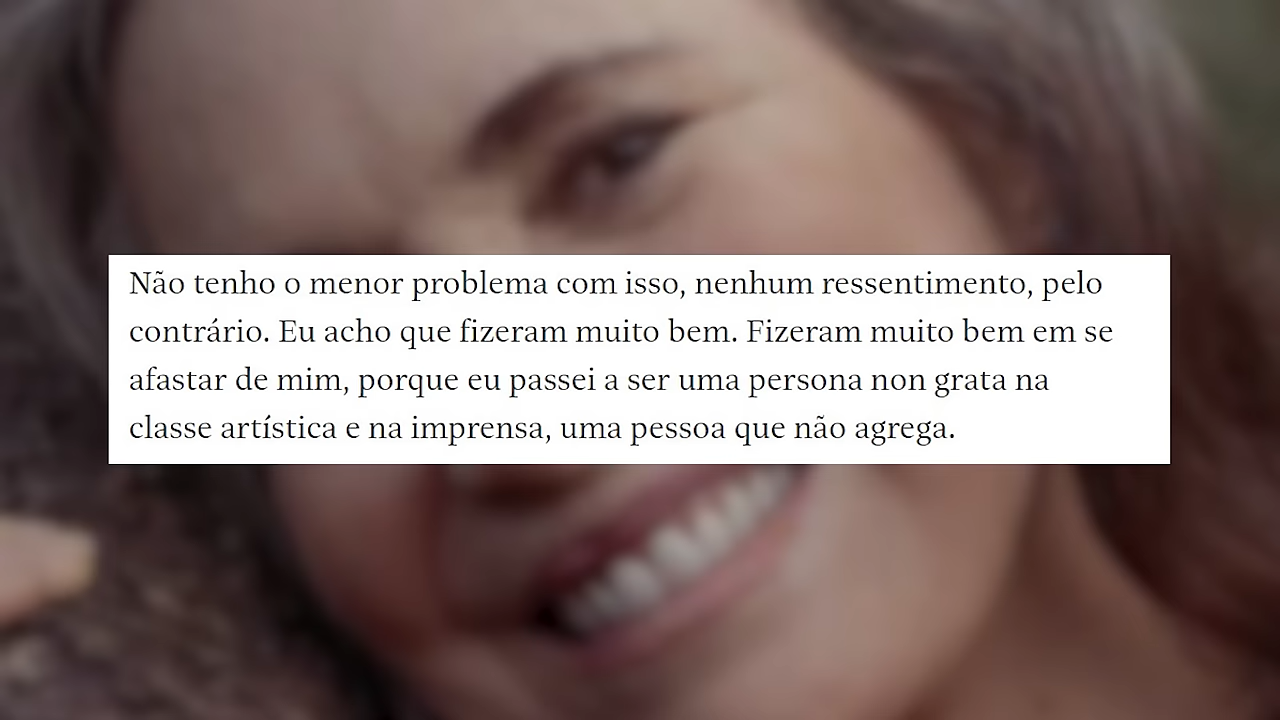 Não tenho o menor problema com isso, nenhum ressentimento, pelo
contrário. Eu acho que fizeram muito bem. Fizeram muito bem em se
afastar de mim, porque eu passei a ser uma persona non grata na
classe artística e na imprensa, uma pessoa que não agrega.